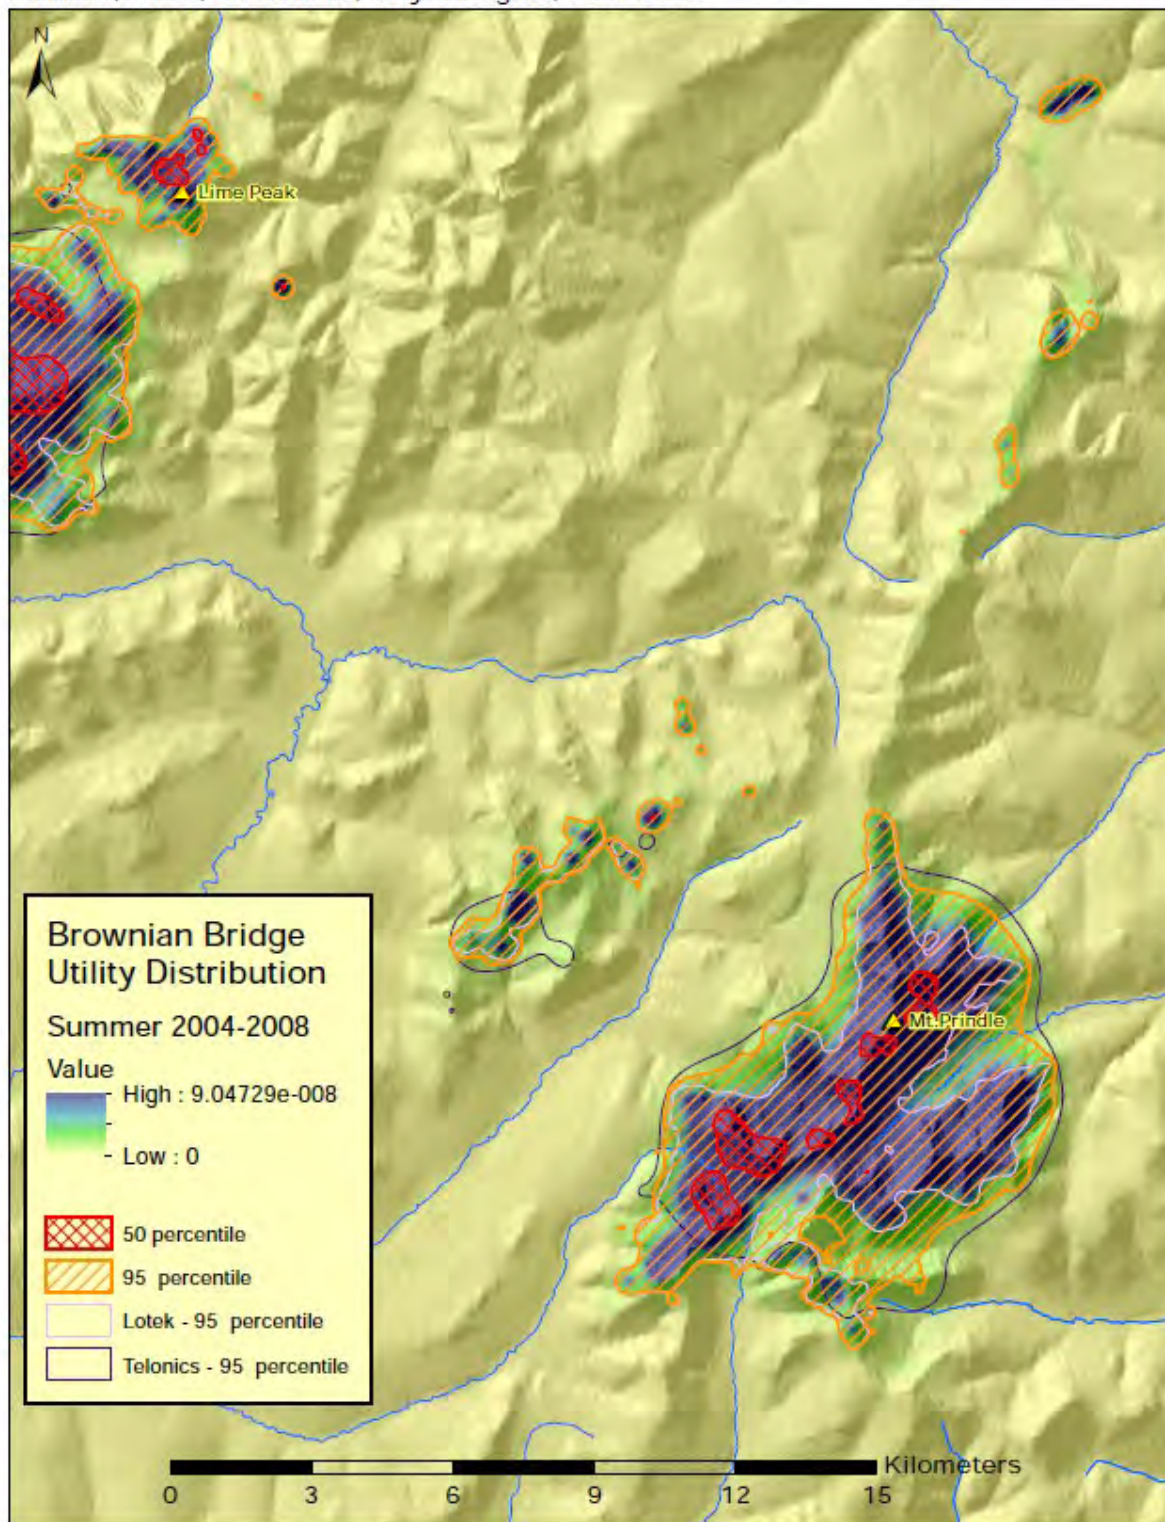 N
Lime Peak
Mt.Prindle
Brownian Bridge
Utility Distribution
Summer 2004-2008
Value
High : 9.04729e-008
Low : 0
50 percentile
95 percentile
Lotek - 95 percentile
Telonics - 95 percentile
Kilometers
0 3 6 9 12 15